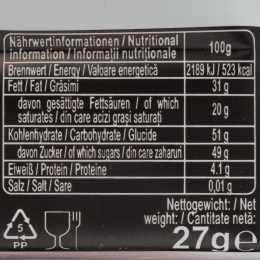 Nährwertinformationen / Nutritional information / Informații nutriționale 100g
Brennwert / Energy / Valoare energetică 2189 kJ / 523 kcal
Fett / Fat / Grăsimi 31 g
davon gesättigte Fettsäuren / of which saturates / din care acizi grași saturați 20 g
Kohlenhydrate / Carbohydrate / Glucide 51 g
davon Zucker / of which sugars / din care zaharuri 49 g
Eiweiß / Protein / Proteine 4.1 g
Salz / Salt / Sare 0,01 g
Nettogewicht: / Net
weight: / Cantitate netă:
27g℮
5
PP